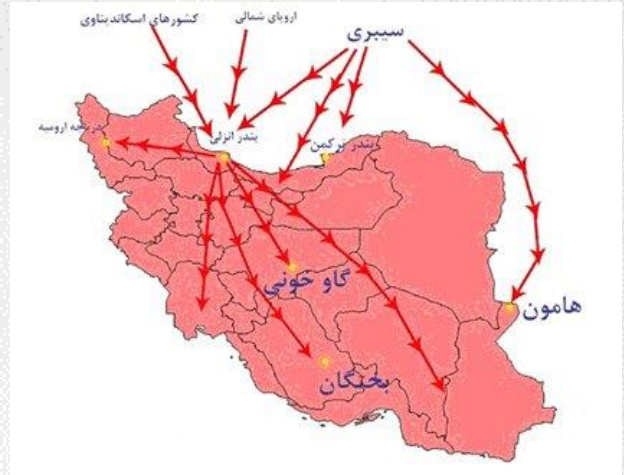 کشورهای اسکاندیناوی
اروپای شمالی
سیبری
دریاچه ارومیه
بندر انزلی
بندر ترکمن
گاو خونی
هامون
بختگان